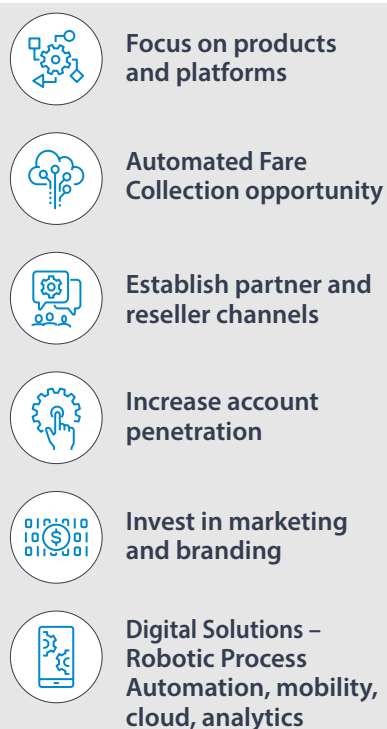 Focus on products
and platforms
Automated Fare
Collection opportunity
Establish partner and
reseller channels
Increase account
penetration
Invest in marketing
and branding
Digital Solutions –
Robotic Process
Automation, mobility,
cloud, analytics